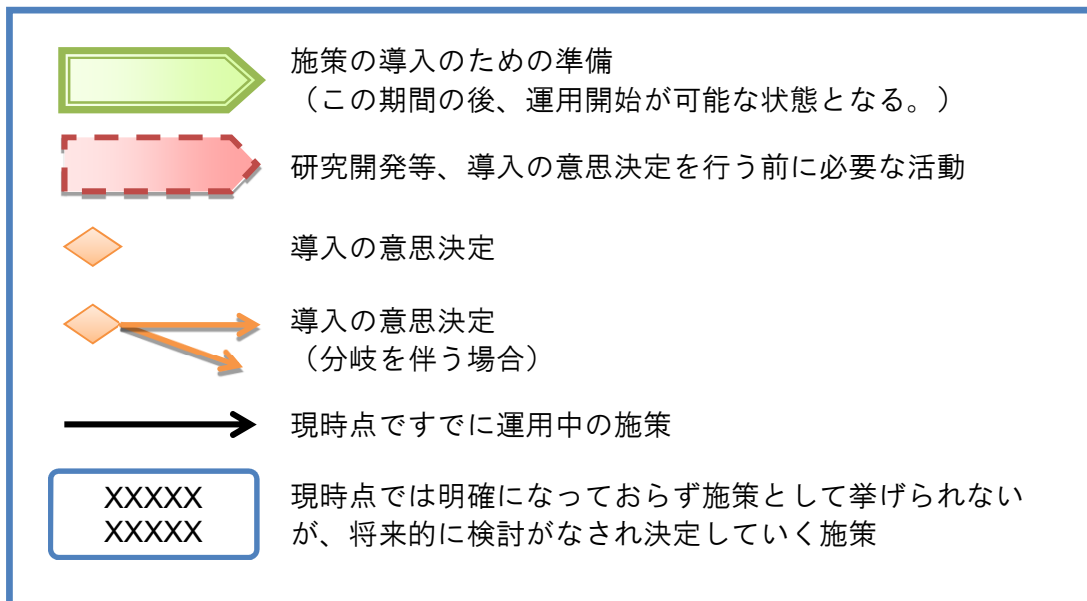 施策の導入のための準備
（この期間の後、運用開始が可能な状態となる。）
研究開発等、導入の意思決定を行う前に必要な活動
導入の意思決定
導入の意思決定
（分岐を伴う場合）
現時点ですでに運用中の施策
XXXXX
XXXXX
現時点では明確になっておらず施策として挙げられない
が、将来的に検討がなされ決定していく施策